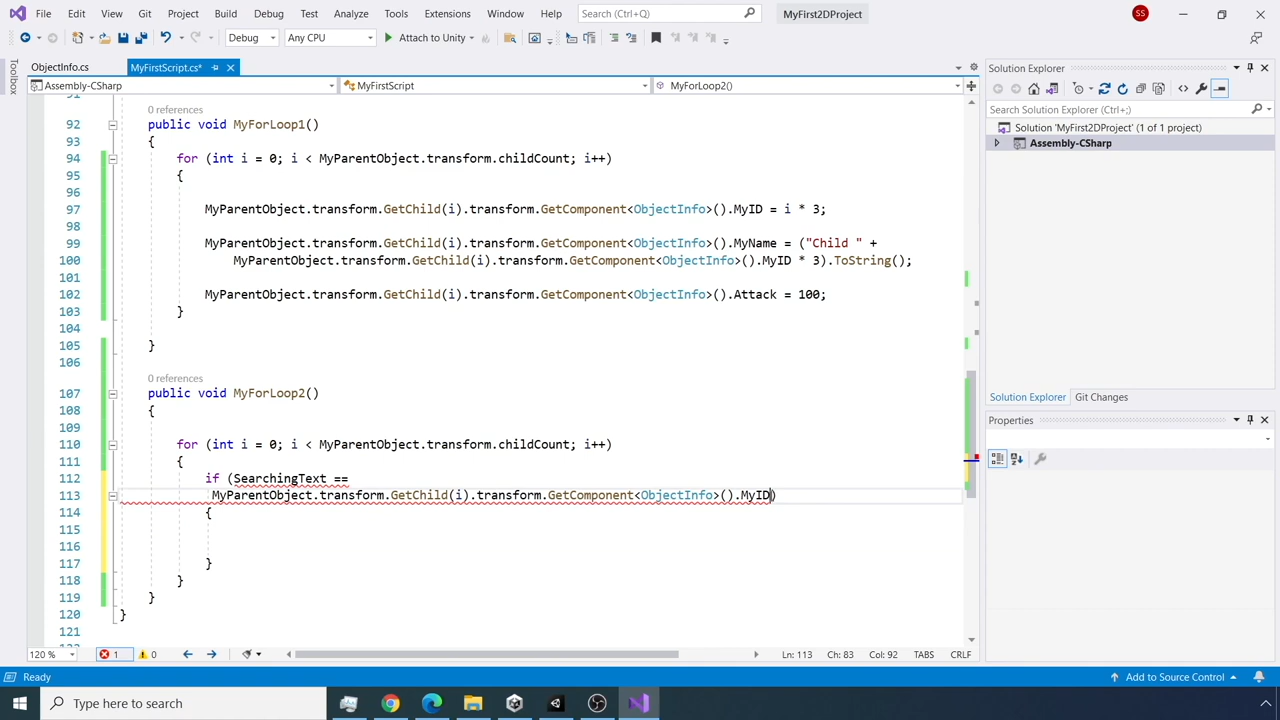 File Edit View Git Project Build Debug Test Analyze Tools Extensions Window Help Search (Ctrl+;) MyFirst2DProject SS
Debug Any CPU Attach to Unity
Toolbox
ObjectInfo.cs MyFirstScript.cs*
Assembly-CSharp MyFirstScript MyForLoop2()
91
0 references
92 public void MyForLoop1()
93 {
94 for (int i = 0; i < MyParentObject.transform.childCount; i++)
95 {
96
97 MyParentObject.transform.GetChild(i).transform.GetComponent<ObjectInfo>().MyID = i * 3;
98
99 MyParentObject.transform.GetChild(i).transform.GetComponent<ObjectInfo>().MyName = ("Child " +
100 MyParentObject.transform.GetChild(i).transform.GetComponent<ObjectInfo>().MyID * 3).ToString();
101
102 MyParentObject.transform.GetChild(i).transform.GetComponent<ObjectInfo>().Attack = 100;
103 }
104
105 }
106
0 references
107 public void MyForLoop2()
108 {
109
110 for (int i = 0; i < MyParentObject.transform.childCount; i++)
111 {
112 if (SearchingText ==
113 MyParentObject.transform.GetChild(i).transform.GetComponent<ObjectInfo>().MyID)
114 {
115
116
117 }
118 }
119 }
120 }
121
120 % 1 0 Ln: 113 Ch: 83 Col: 92 TABS CRLF
Solution Explorer
Search Solution Explorer (Ctrl+;)
Solution 'MyFirst2DProject' (1 of 1 project)
Assembly-CSharp
Solution Explorer Git Changes
Properties
Ready Add to Source Control
Type here to search